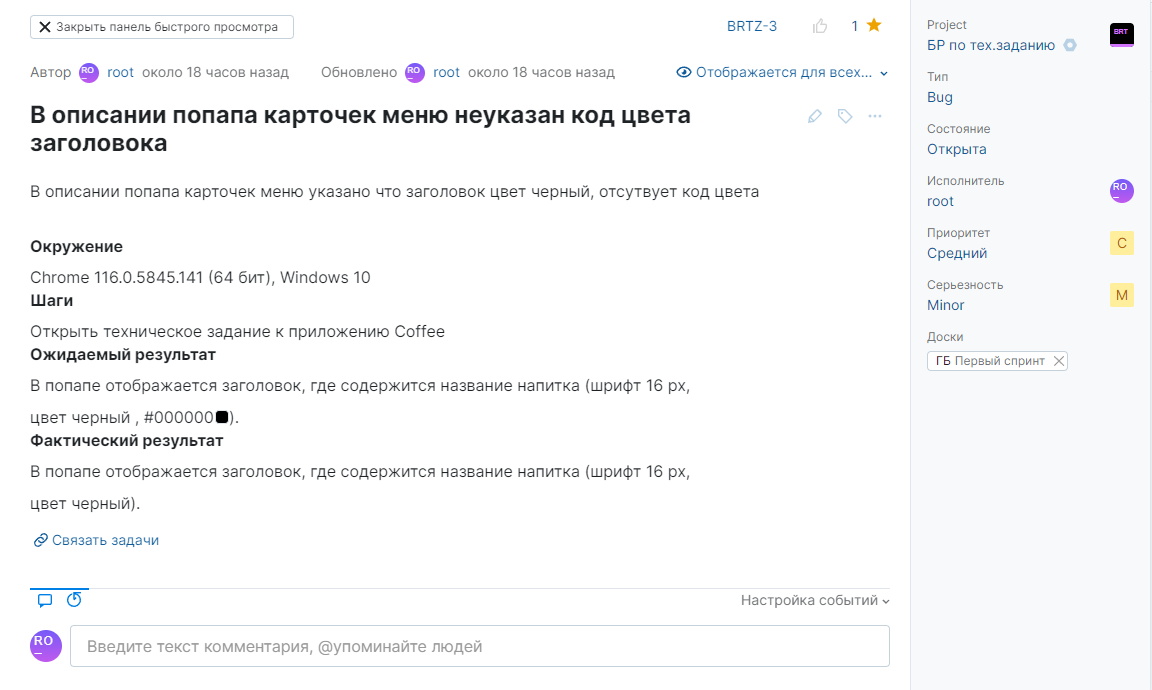 Закрыть панель быстрого просмотра
BRTZ-3
1
Автор RO root около 18 часов назад Обновлено RO root около 18 часов назад
Отображается для всех...
В описании попапа карточек меню неуказан код цвета
заголовока
В описании попапа карточек меню указано что заголовок цвет черный, отсутвует код цвета
Окружение
Chrome 116.0.5845.141 (64 бит), Windows 10
Шаги
Открыть техническое задание к приложению Coffee
Ожидаемый результат
В попапе отображается заголовок, где содержится название напитка (шрифт 16 px,
цвет черный , #000000).
Фактический результат
В попапе отображается заголовок, где содержится название напитка (шрифт 16 px,
цвет черный).
Связать задачи
Настройка событий
RO
Введите текст комментария, @упоминайте людей
Project
БР по тех.заданию
BRT
Тип
Bug
Состояние
Открыта
Исполнитель
root
RO
Приоритет
Средний
С
Серьезность
Minor
M
Доски
ГБ Первый спринт